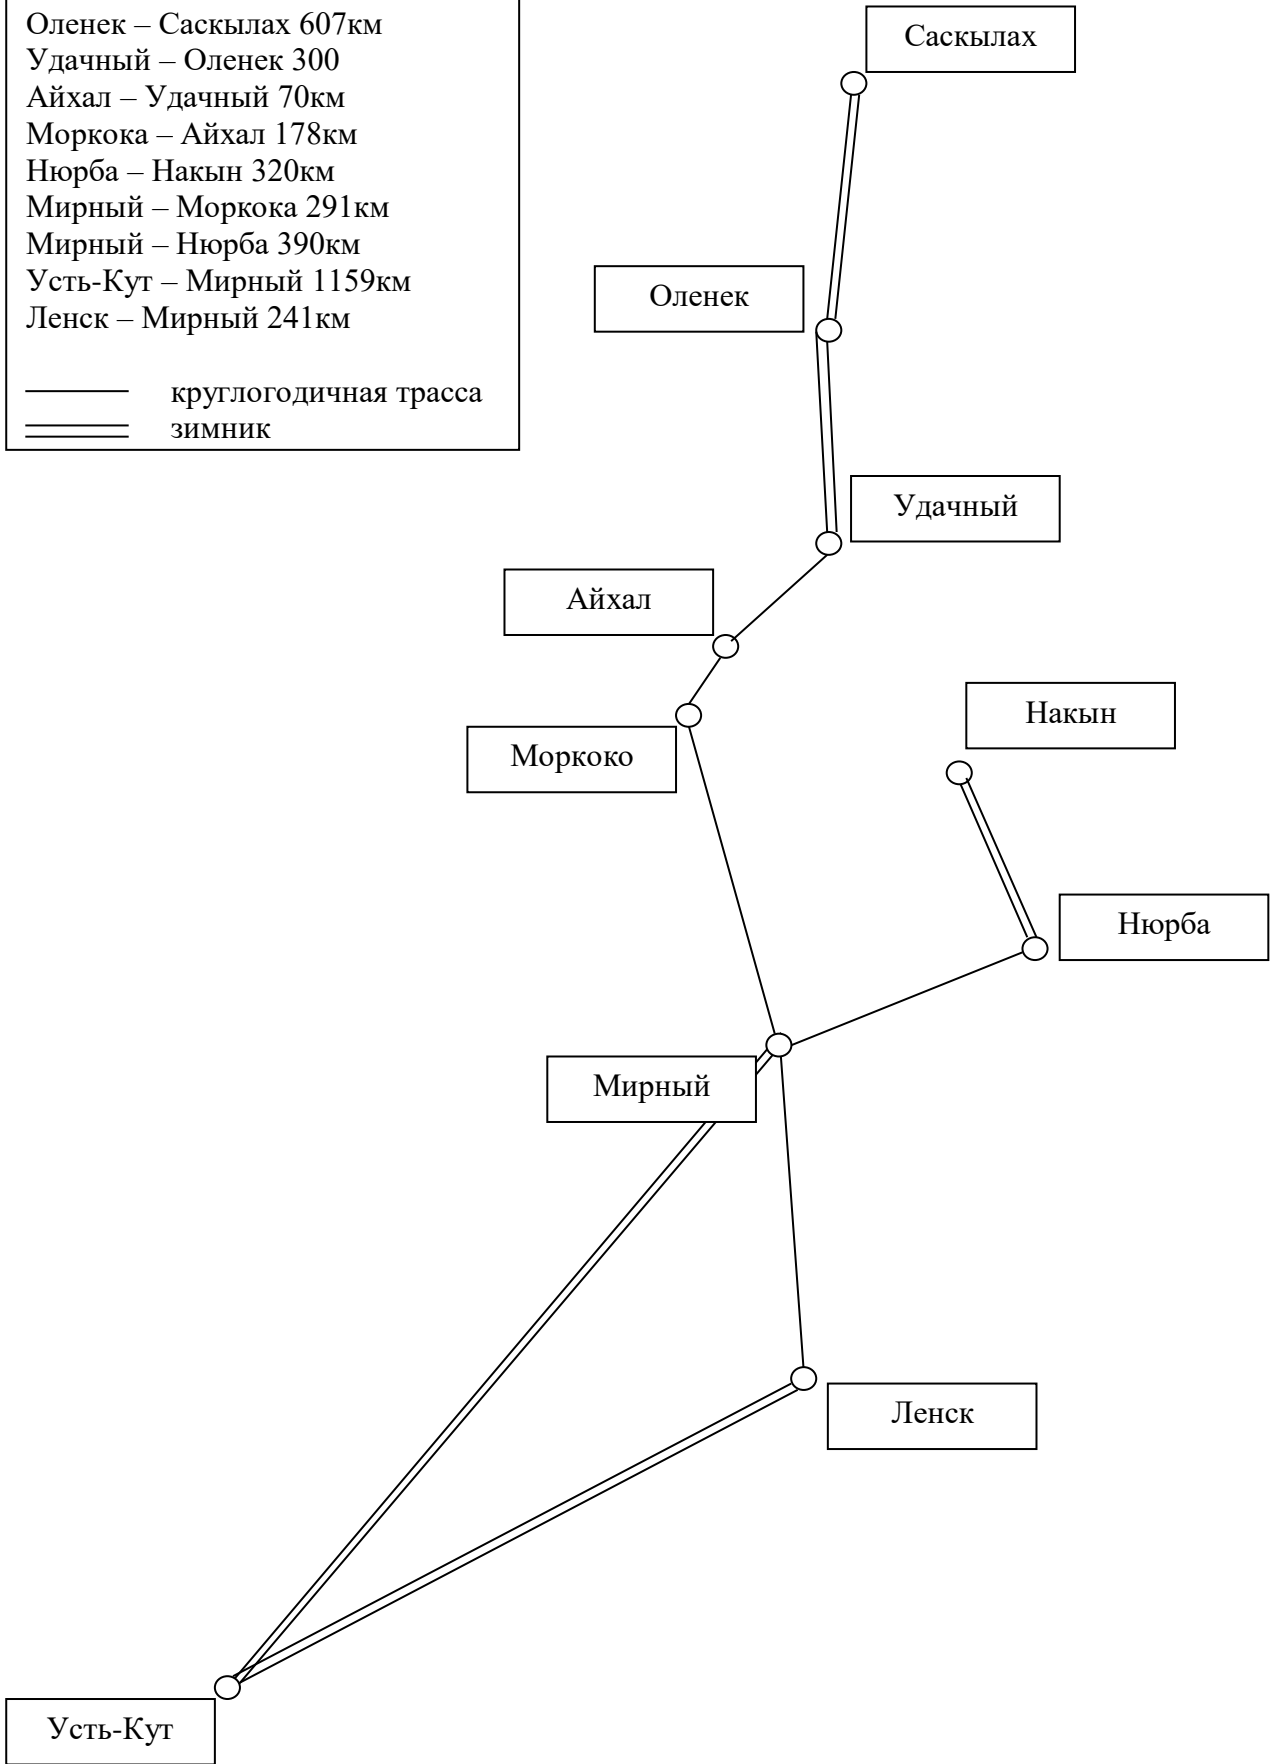 Оленек – Саскылах 607км
Удачный – Оленек 300
Айхал – Удачный 70км
Моркока – Айхал 178км
Нюрба – Накын 320км
Мирный – Моркока 291км
Мирный – Нюрба 390км
Усть-Кут – Мирный 1159км
Ленск – Мирный 241км
круглогодичная трасса
зимник
Саскылах
Оленек
Удачный
Айхал
Накын
Моркоко
Нюрба
Мирный
Ленск
Усть-Кут